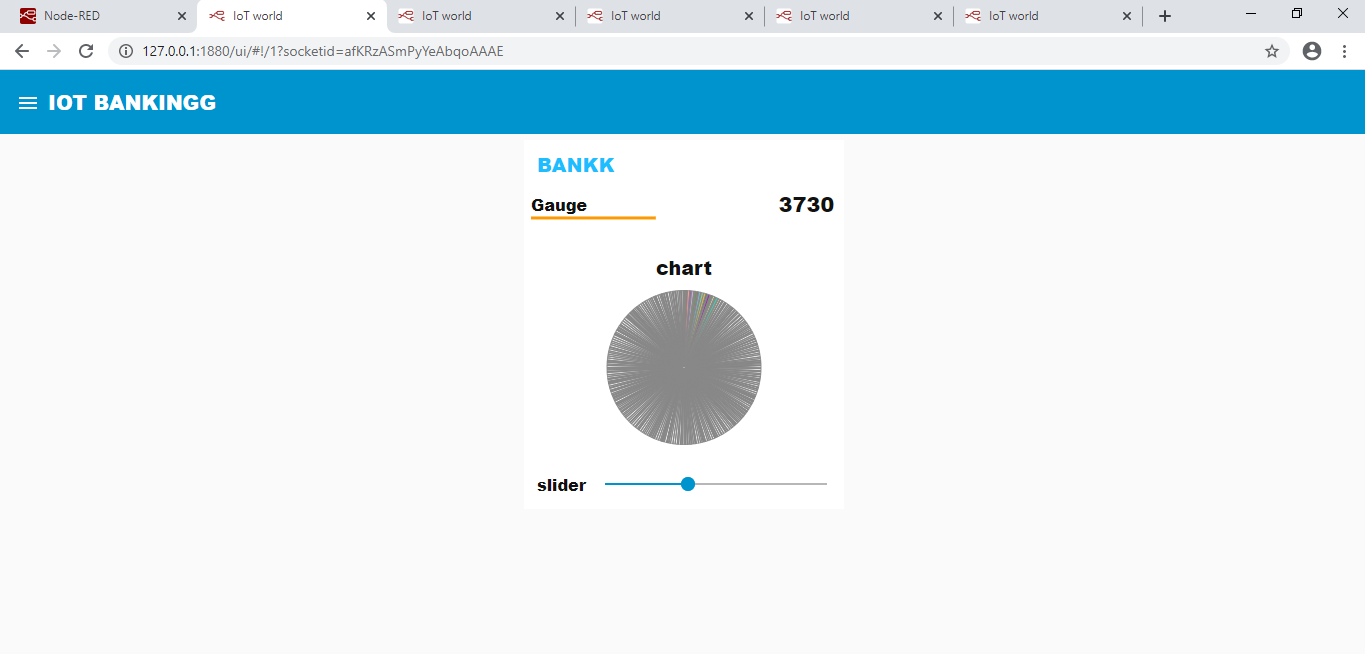 Node-RED
IoT world
IoT world
IoT world
IoT world
IoT world
127.0.0.1:1880/ui/#!/1?socketid=afKRzASmPyYeAbqoAAAE
IOT BANKINGG
BANKK
Gauge 3730
chart
slider